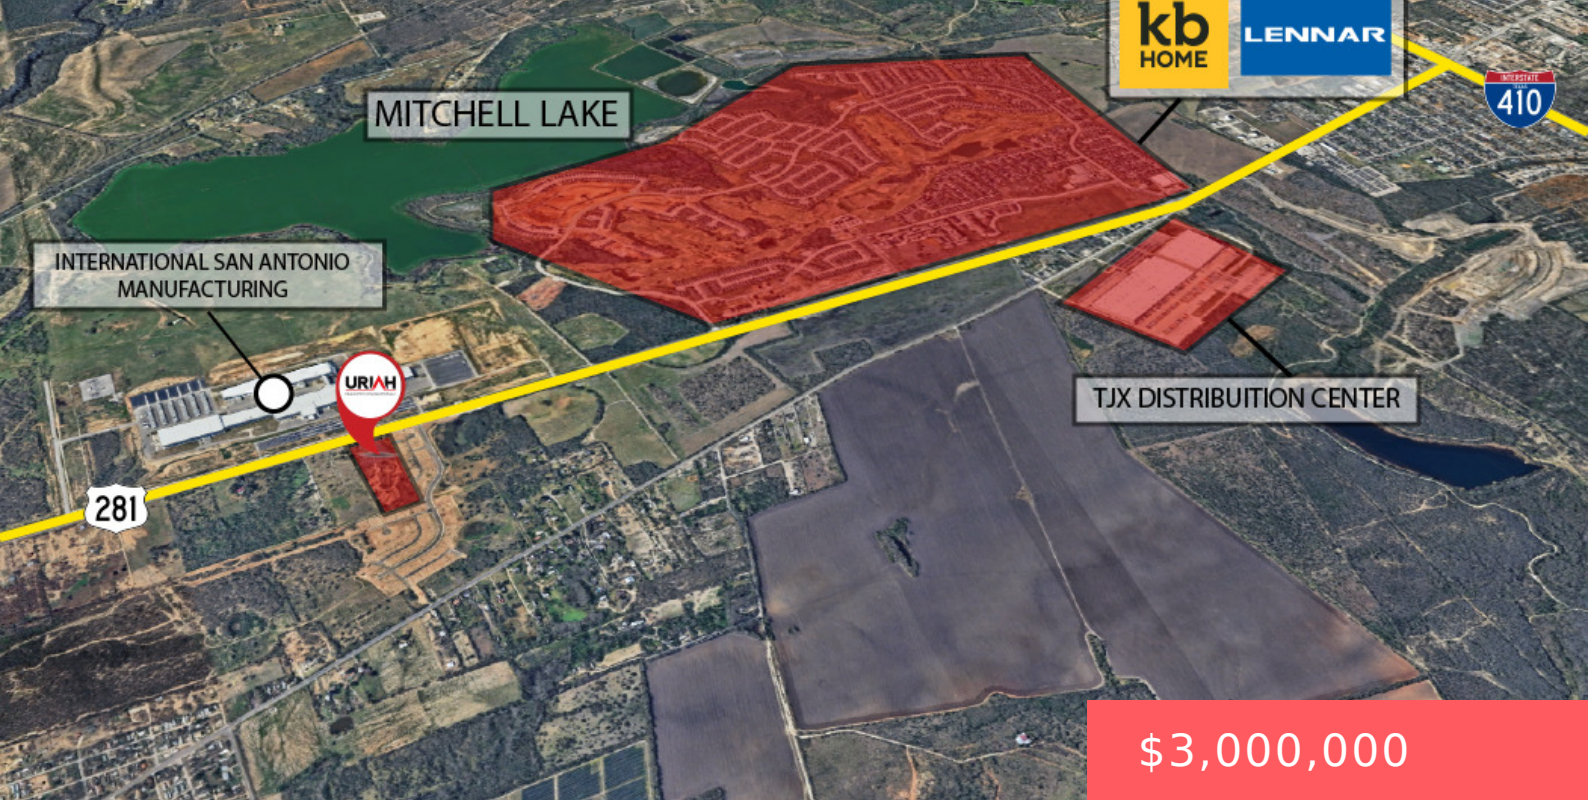 kb
HOME
LENNAR
INTERSTATE
TEXAS
410
MITCHELL LAKE
INTERNATIONAL SAN ANTONIO
MANUFACTURING
URIAH
TJX DISTRIBUITION CENTER
281
$3,000,000